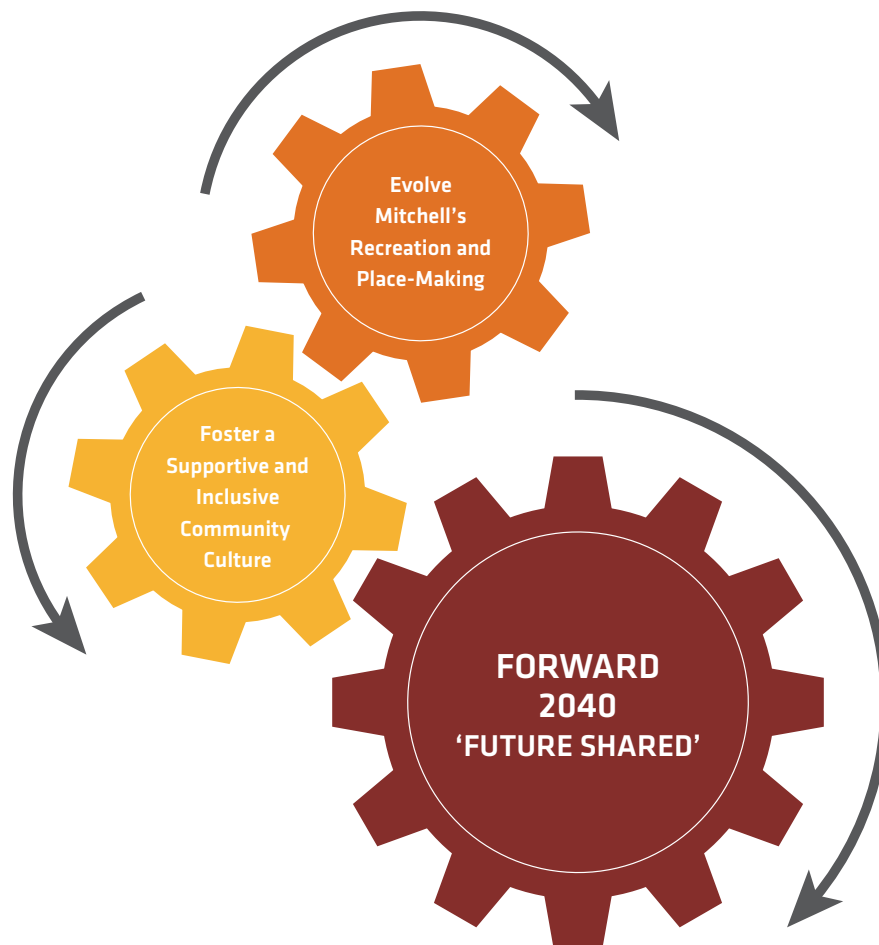 Evolve
Mitchell’s
Recreation and
Place-Making
Foster a
Supportive and
Inclusive
Community
Culture
FORWARD
2040
‘FUTURE SHARED’